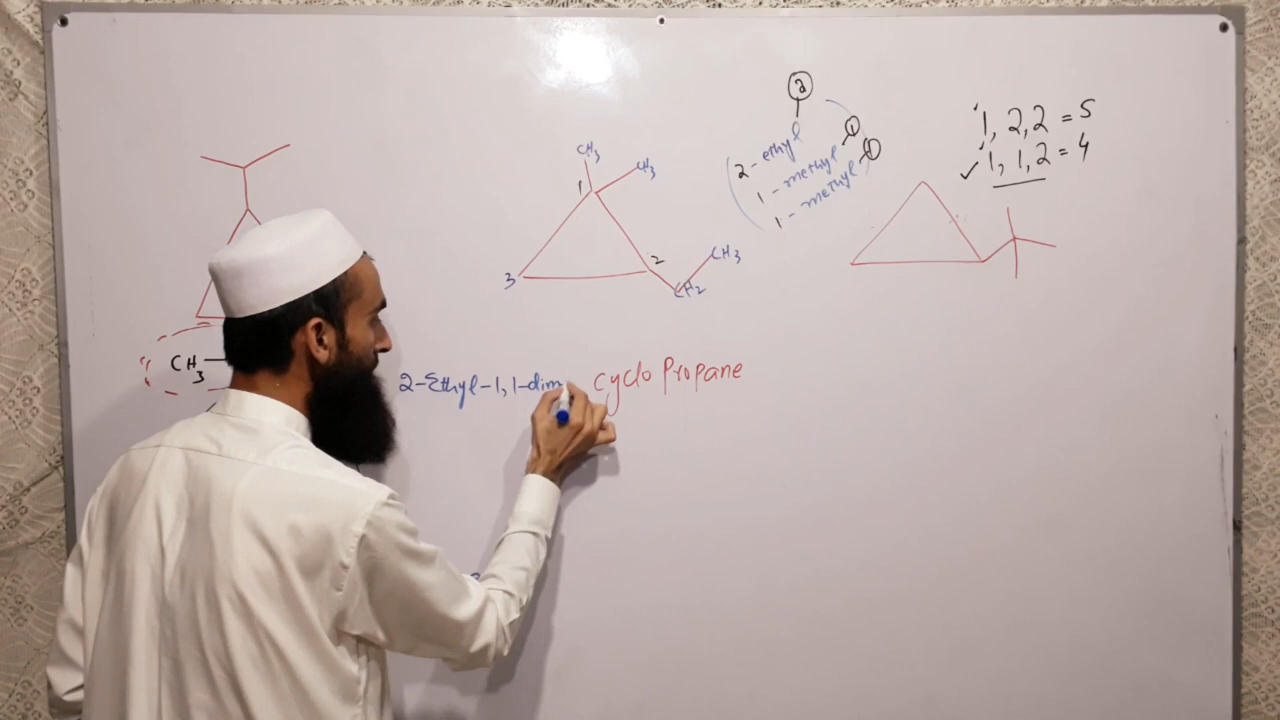 CH3
1
CH3
2
3
CH2
CH3
2
2-ethyl
1
1-methyl
1
1-methyl
1, 2, 2 = 5
✓ 1, 1, 2 = 4
CH3
2-Ethyl-1,1-dim cyclo Propane